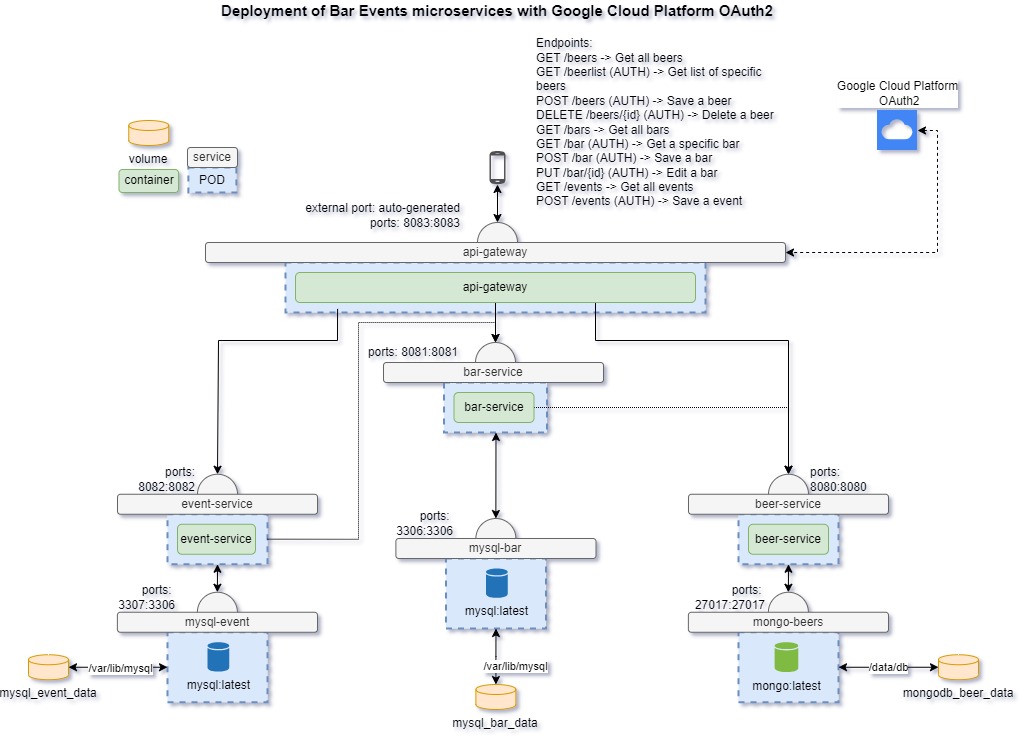 Deployment of Bar Events microservices with Google Cloud Platform OAuth2
Endpoints:
GET /beers -> Get all beers
GET /beerlist (AUTH) -> Get list of specific
beers
POST /beers (AUTH) -> Save a beer
DELETE /beers/{id} (AUTH) -> Delete a beer
GET /bars -> Get all bars
GET /bar (AUTH) -> Get a specific bar
POST /bar (AUTH) -> Save a bar
PUT /bar/{id} (AUTH) -> Edit a bar
GET /events -> Get all events
POST /events (AUTH) -> Save a event
Google Cloud Platform
OAuth2
volume
service
container
POD
external port: auto-generated
ports: 8083:8083
api-gateway
api-gateway
ports: 8081:8081
bar-service
bar-service
ports:
8082:8082
event-service
event-service
ports:
8080:8080
beer-service
beer-service
ports:
3306:3306
mysql-bar
mysql:latest
ports:
3307:3306
mysql-event
mysql:latest
ports:
27017:27017
mongo-beers
mongo:latest
/var/lib/mysql
mysql_event_data
/var/lib/mysql
mysql_bar_data
/data/db
mongodb_beer_data